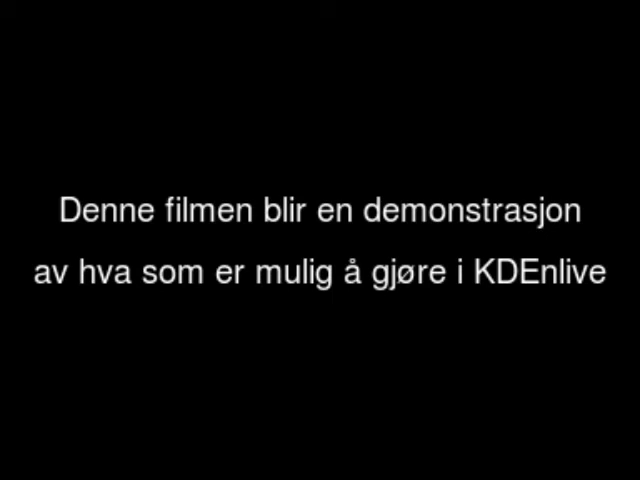 Denne filmen blir en demonstrasjon
av hva som er mulig å gjøre i KDEnlive